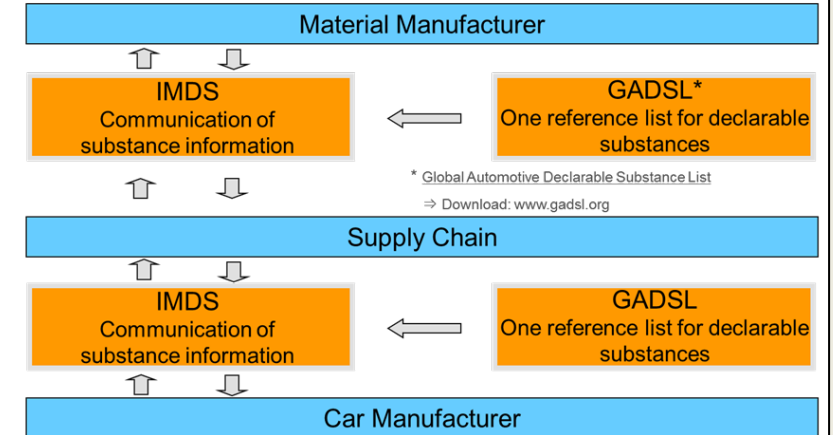 Material Manufacturer
IMDS
Communication of
substance information
GADSL*
One reference list for declarable
substances
* Global Automotive Declarable Substance List
⇒ Download: www.gadsl.org
Supply Chain
IMDS
Communication of
substance information
GADSL
One reference list for declarable
substances
Car Manufacturer